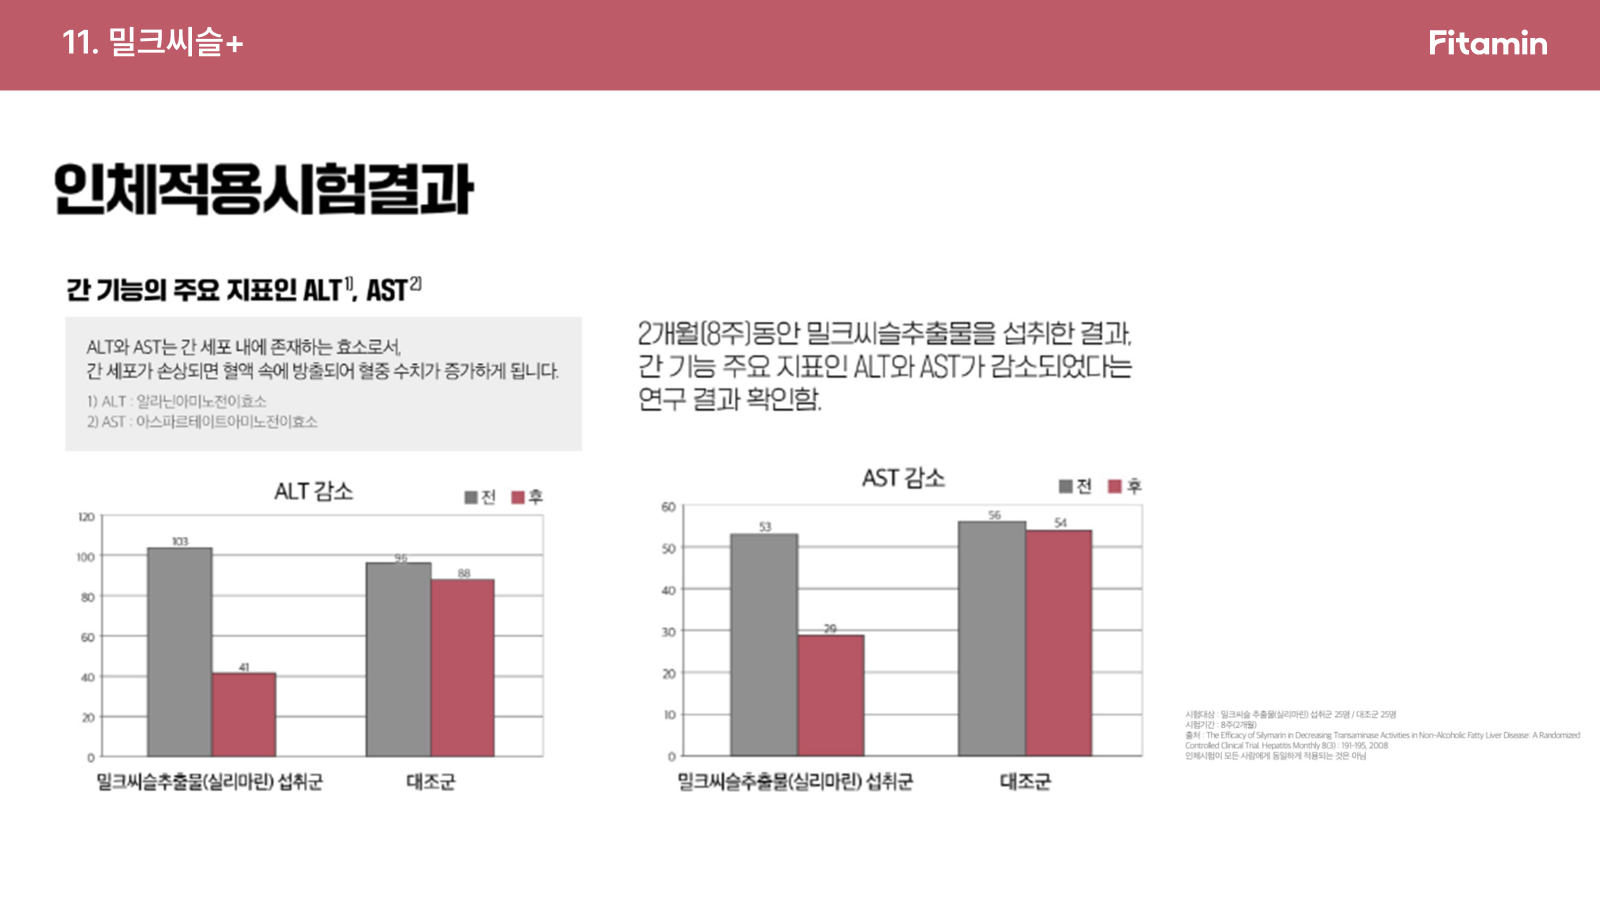 11. 밀크씨슬+
Fitamin
인체적용시험결과
간 기능의 주요 지표인 ALT1), AST2)
ALT와 AST는 간 세포 내에 존재하는 효소로서,
간 세포가 손상되면 혈액 속에 방출되어 혈중 수치가 증가하게 됩니다.
1) ALT : 알라닌아미노전이효소
2) AST : 아스파르테이트아미노전이효소
2개월(8주)동안 밀크씨슬추출물을 섭취한 결과,
간 기능 주요 지표인 ALT와 AST가 감소되었다는
연구 결과 확인함.
ALT 감소
전 후
120
100
80
60
40
20
0
103
41
96
88
밀크씨슬추출물(실리마린) 섭취군
대조군
AST 감소
전 후
60
50
40
30
20
10
0
53
29
56
54
밀크씨슬추출물(실리마린) 섭취군
대조군
시험대상 : 밀크씨슬 추출물(실리마린) 섭취군 25명 / 대조군 25명
시험기간 : 8주(2개월)
출처 : The Efficacy of Silymarin in Decreasing Transaminase Activities in Non-Alcoholic Fatty Liver Disease: A Randomized
Controlled Clinical Trial. Hepatitis Monthly 8(3) : 191-195, 2008
인체시험이 모든 사람에게 동일하게 적용되는 것은 아님